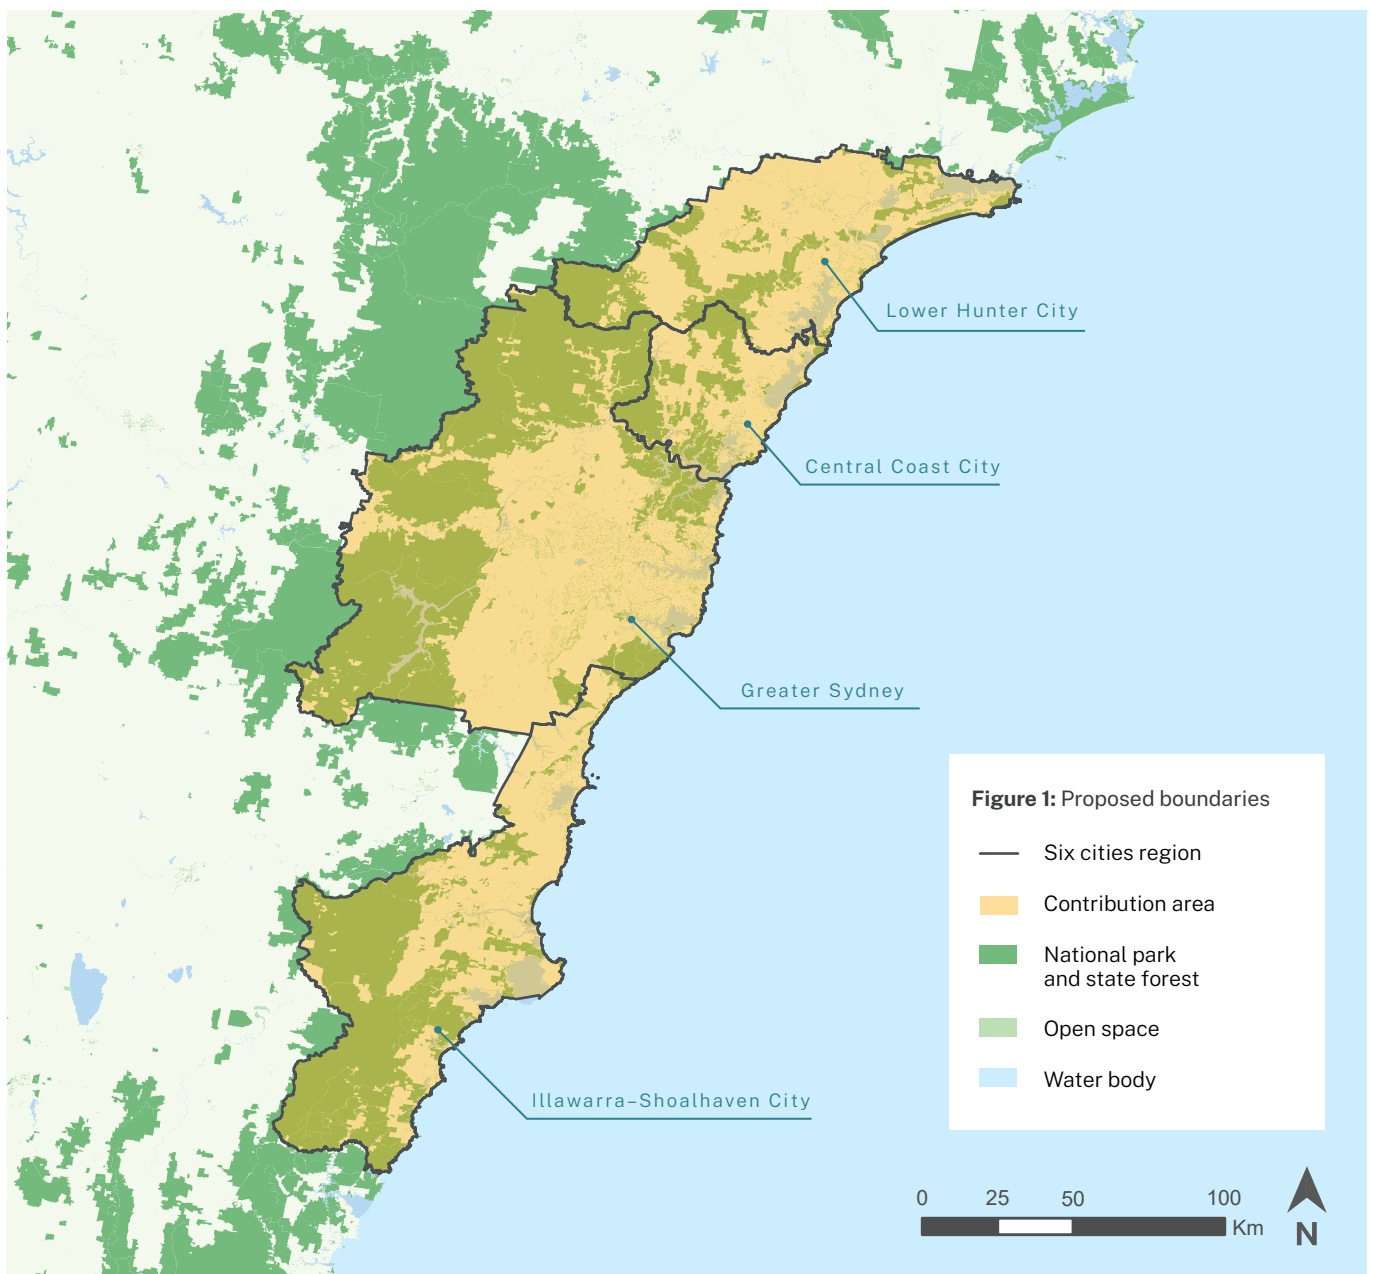 Lower Hunter City
Central Coast City
Greater Sydney
Figure 1: Proposed boundaries
Six cities region
Contribution area
National park
and state forest
Open space
Water body
Illawarra–Shoalhaven City
0 25 50 100
Km
N